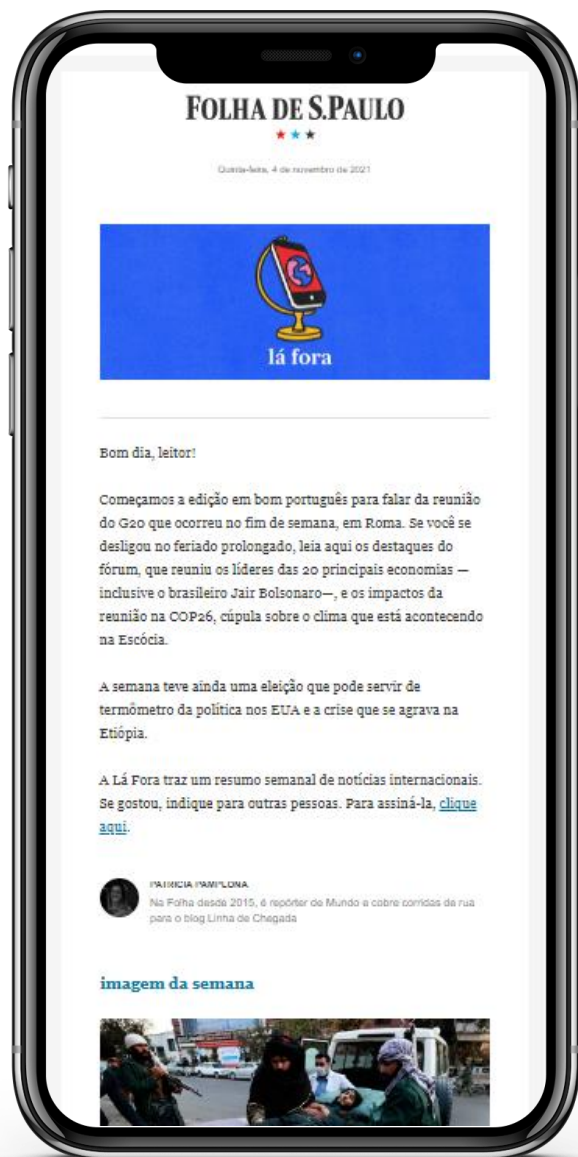 FOLHA DE S.PAULO
Quinta-feira, 4 de novembro de 2021
lá fora
Bom dia, leitor!
Começamos a edição em bom português para falar da reunião
do G20 que ocorreu no fim de semana, em Roma. Se você se
desligou no feriado prolongado, leia aqui os destaques do
fórum, que reuniu os líderes das 20 principais economias —
inclusive o brasileiro Jair Bolsonaro—, e os impactos da
reunião na COP26, cúpula sobre o clima que está acontecendo
na Escócia.
A semana teve ainda uma eleição que pode servir de
termômetro da política nos EUA e a crise que se agrava na
Etiópia.
A Lá Fora traz um resumo semanal de notícias internacionais.
Se gostou, indique para outras pessoas. Para assiná-la, clique
aqui.
PATRICIA PAMPLONA
Na Folha desde 2015, é repórter de Mundo e cobre corridas de rua
para o blog Linha de Chegada
imagem da semana